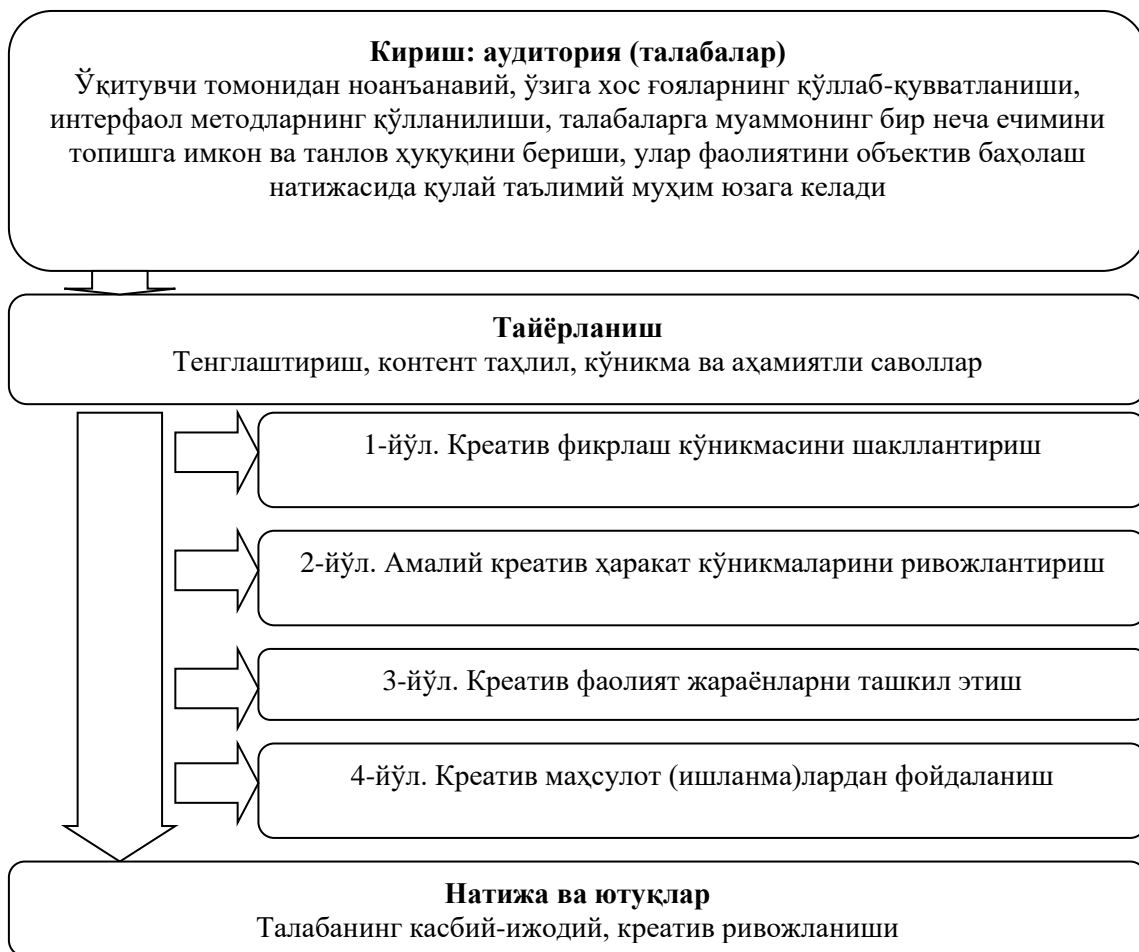 Кириш: аудитория (талабалар)
Ўқитувчи томонидан ноанъанавий, ўзига хос ғояларнинг қўллаб-қувватланиши,
интерфаол методларнинг қўлланилиши, талабаларга муаммонинг бир неча ечимини
топишга имкон ва танлов ҳуқуқини бериши, улар фаолиятини объектив баҳолаш
натижасида қулай таълимий муҳим юзага келади
Тайёрланиш
Тенглаштириш, контент таҳлил, кўникма ва аҳамиятли саволлар
1-йўл. Креатив фикрлаш кўникмасини шакллантириш
2-йўл. Амалий креатив ҳаракат кўникмаларини ривожлантириш
3-йўл. Креатив фаолият жараёнларни ташкил этиш
4-йўл. Креатив маҳсулот (ишланма)лардан фойдаланиш
Натижа ва ютуқлар
Талабанинг касбий-ижодий, креатив ривожланиши